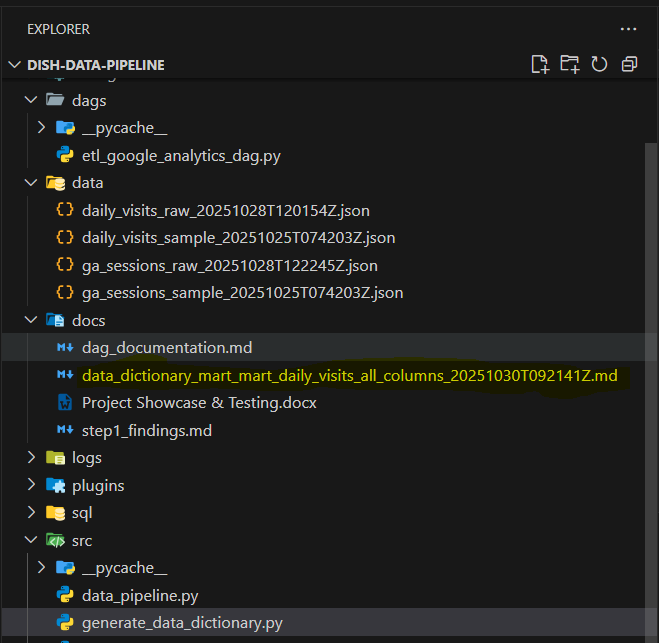 EXPLORER
DISH-DATA-PIPELINE
dags
__pycache__
etl_google_analytics_dag.py
data
daily_visits_raw_20251028T120154Z.json
daily_visits_sample_20251025T074203Z.json
ga_sessions_raw_20251028T122245Z.json
ga_sessions_sample_20251025T074203Z.json
docs
dag_documentation.md
data_dictionary_mart_mart_daily_visits_all_columns_20251030T092141Z.md
Project Showcase & Testing.docx
step1_findings.md
logs
plugins
sql
src
__pycache__
data_pipeline.py
generate_data_dictionary.py